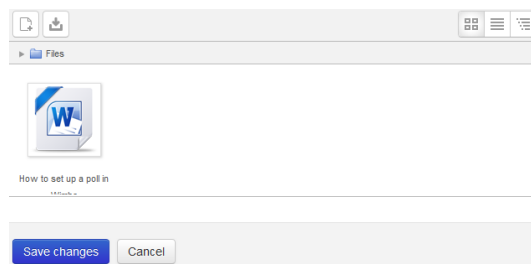 Files
W
How to set up a poll in
Save changes
Cancel